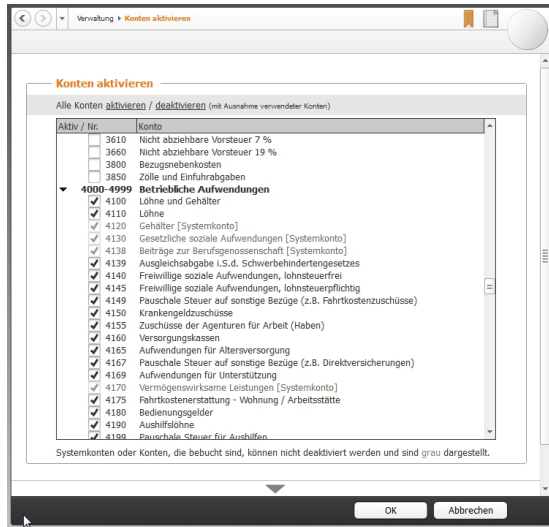 Verwaltung Konten aktivieren
Konten aktivieren
Alle Konten aktivieren / deaktivieren (mit Ausnahme verwendeter Konten)
Aktiv / Nr. Konto
3610 Nicht abziehbare Vorsteuer 7 %
3660 Nicht abziehbare Vorsteuer 19 %
3800 Bezugsnebenkosten
3850 Zölle und Einfuhrabgaben
4000-4999 Betriebliche Aufwendungen
4100 Löhne und Gehälter
4110 Löhne
4120 Gehälter [Systemkonto]
4130 Gesetzliche soziale Aufwendungen [Systemkonto]
4138 Beiträge zur Berufsgenossenschaft [Systemkonto]
4139 Ausgleichsabgabe i.S.d. Schwerbehindertengesetzes
4140 Freiwillige soziale Aufwendungen, lohnsteuerfrei
4145 Freiwillige soziale Aufwendungen, lohnsteuerpflichtig
4149 Pauschale Steuer auf sonstige Bezüge (z.B. Fahrtkostenzuschüsse)
4150 Krankengeldzuschüsse
4155 Zuschüsse der Agenturen für Arbeit (Haben)
4160 Versorgungskassen
4165 Aufwendungen für Altersversorgung
4167 Pauschale Steuer auf sonstige Bezüge (z.B. Direktversicherungen)
4169 Aufwendungen für Unterstützung
4170 Vermögenswirksame Leistungen [Systemkonto]
4175 Fahrtkostenerstattung - Wohnung / Arbeitsstätte
4180 Bedienungsgelder
4190 Aushilfslöhne
4199 Pauschale Steuer für Aushilfen
Systemkonten oder Konten, die bebucht sind, können nicht deaktiviert werden und sind grau dargestellt.
OK Abbrechen